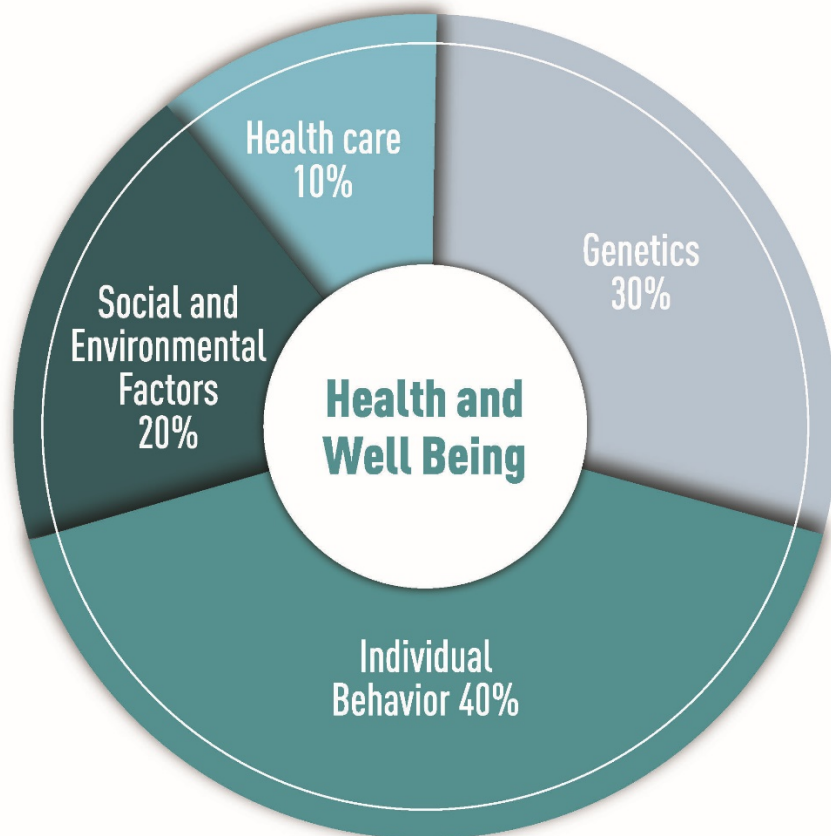 Health care
10%
Genetics
30%
Social and
Environmental
Factors
20%
Health and
Well Being
Individual
Behavior 40%